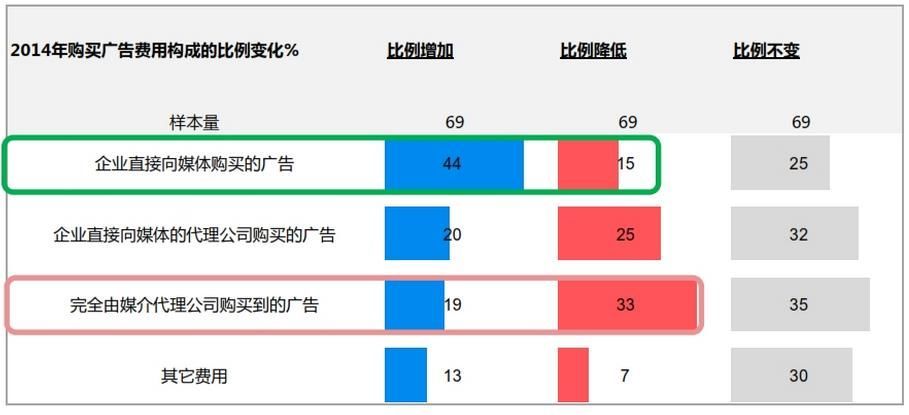 2014年购买广告费用构成的比例变化% 比例增加 比例降低 比例不变
样本量 69 69 69
企业直接向媒体购买的广告 44 15 25
企业直接向媒体的代理公司购买的广告 20 25 32
完全由媒介代理公司购买到的广告 19 33 35
其它费用 13 7 30